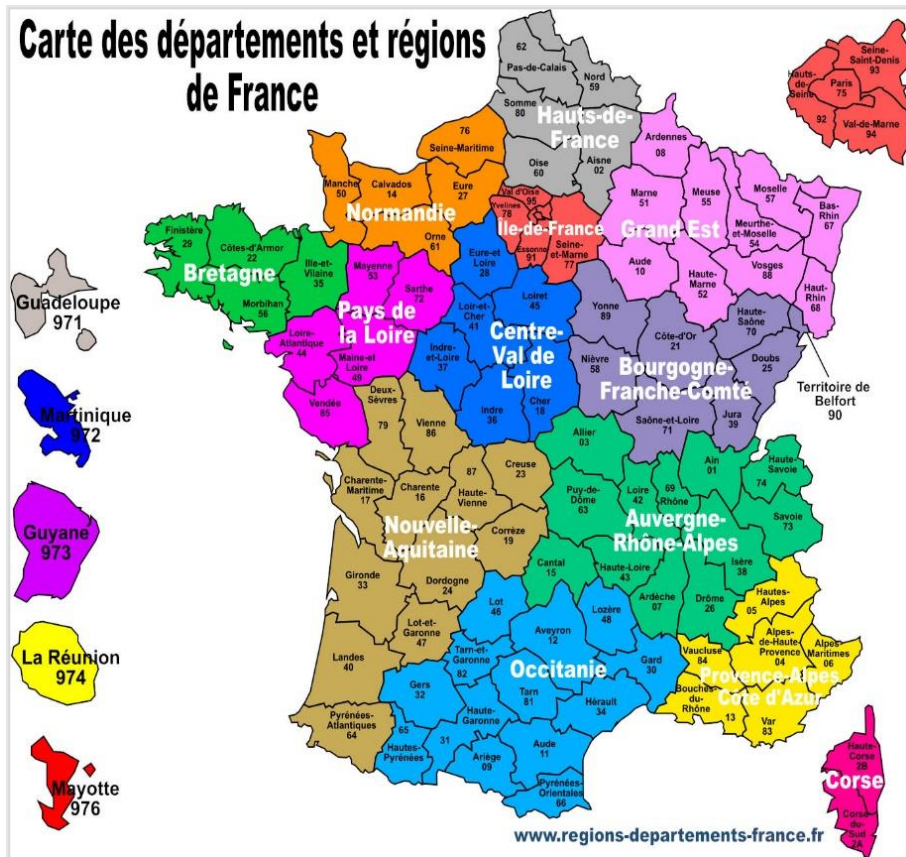 Carte des départements et régions
de France
62
Pas-de-Calais
Nord
59
Somme
80
Hauts-de-
France
Oise
60
Aisne
02
Seine-
Saint-Denis
93
Hauts-
de-
Seine
Paris
75
92
Val-de-Marne
94
76
Seine-Maritime
Manche
50
Calvados
14
Eure
27
Normandie
Orne
61
Val d'Oise
95
Yvelines
78
Ile-de-France
Essonne
91
Seine-
et-Marne
77
Ardennes
08
Marne
51
Meuse
55
Moselle
57
Bas-
Rhin
67
Grand Est
Meurthe-
et-Moselle
54
Aude
10
Haute-
Marne
52
Vosges
88
Haut-
Rhin
68
Finistère
29
Côtes-d'Armor
22
Bretagne
Ille-et-
Vilaine
35
Morbihan
56
Mayenne
53
Sarthe
72
Pays de
la Loire
Loire-
Atlantique
44
Maine-et
Loire
49
Vendée
85
Eure-et
Loire
28
Loir-et-
Cher
41
Loiret
45
Centre-
Val de
Loire
Indre-
et-Loire
37
Indre
36
Cher
18
Yonne
89
Côte-d'Or
21
Haute-
Saône
70
Nièvre
58
Bourgogne-
Franche-Comté
Doubs
25
Saône-et-Loire
71
Jura
39
Territoire de
Belfort
90
Guadeloupe
971
Martinique
972
Guyane
973
La Réunion
974
Mayotte
976
Deux-
Sèvres
79
Vienne
86
Charente-
Maritime
17
Charente
16
87
Haute-
Vienne
Creuse
23
Nouvelle-
Aquitaine
Corrèze
19
Gironde
33
Dordogne
24
Lot-et-
Garonne
47
Landes
40
Pyrénées-
Atlantiques
64
Allier
03
Puy-de-
Dôme
63
Loire
42
69
Rhône
Ain
01
Haute-
Savoie
74
Savoie
73
Auvergne-
Rhône-Alpes
Cantal
15
Haute-Loire
43
Isère
38
Ardèche
07
Drôme
26
Lot
46
Aveyron
12
Lozère
48
Tarn-et
Garonne
82
Occitanie
Gard
30
Gers
32
Tarn
81
Hérault
34
Haute-
Garonne
31
65
Hautes-
Pyrénées
Ariège
09
Aude
11
Pyrénées-
Orientales
66
Hautes-
Alpes
05
Vaucluse
84
Alpes-
de-Haute-
Provence
04
Alpes-
Maritimes
06
Provence-Alpes
Côte d'Azur
Bouches-
du-Rhône
13
Var
83
Haute-
Corse
2B
Corse
Corse-
du-
Sud
2A
www.regions-departements-france.fr